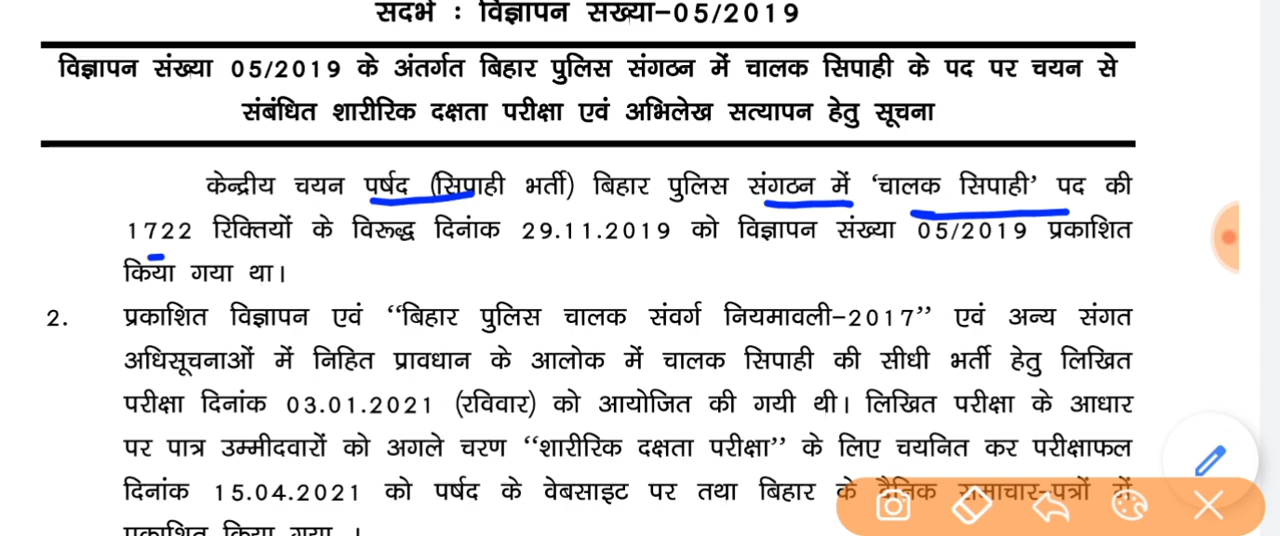 संदर्भ : विज्ञापन संख्या-05/2019
विज्ञापन संख्या 05/2019 के अंतर्गत बिहार पुलिस संगठन में चालक सिपाही के पद पर चयन से
संबंधित शारीरिक दक्षता परीक्षा एवं अभिलेख सत्यापन हेतु सूचना
केन्द्रीय चयन पर्षद (सिपाही भर्ती) बिहार पुलिस संगठन में ‘चालक सिपाही’ पद की
1722 रिक्तियों के विरूद्ध दिनांक 29.11.2019 को विज्ञापन संख्या 05/2019 प्रकाशित
किया गया था।
2. प्रकाशित विज्ञापन एवं ‘‘बिहार पुलिस चालक संवर्ग नियमावली-2017’’ एवं अन्य संगत
अधिसूचनाओं में निहित प्रावधान के आलोक में चालक सिपाही की सीधी भर्ती हेतु लिखित
परीक्षा दिनांक 03.01.2021 (रविवार) को आयोजित की गयी थी। लिखित परीक्षा के आधार
पर पात्र उम्मीदवारों को अगले चरण ‘‘शारीरिक दक्षता परीक्षा’’ के लिए चयनित कर परीक्षाफल
दिनांक 15.04.2021 को पर्षद के वेबसाइट पर तथा बिहार के दैनिक समाचार-पत्रों में
प्रकाशित किया गया ।